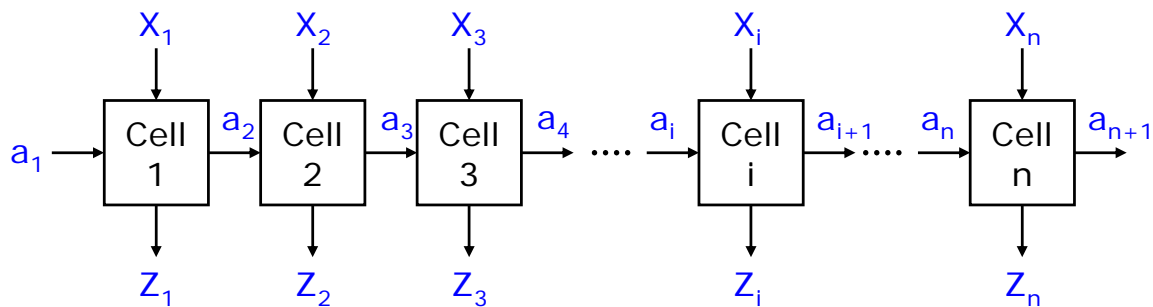 X₁ X₂ X₃ Xᵢ Xₙ
a₁ Cell 1 a₂ Cell 2 a₃ Cell 3 a₄ .... aᵢ Cell i aᵢ₊₁ .... aₙ Cell n aₙ₊₁
Z₁ Z₂ Z₃ Zᵢ Zₙ